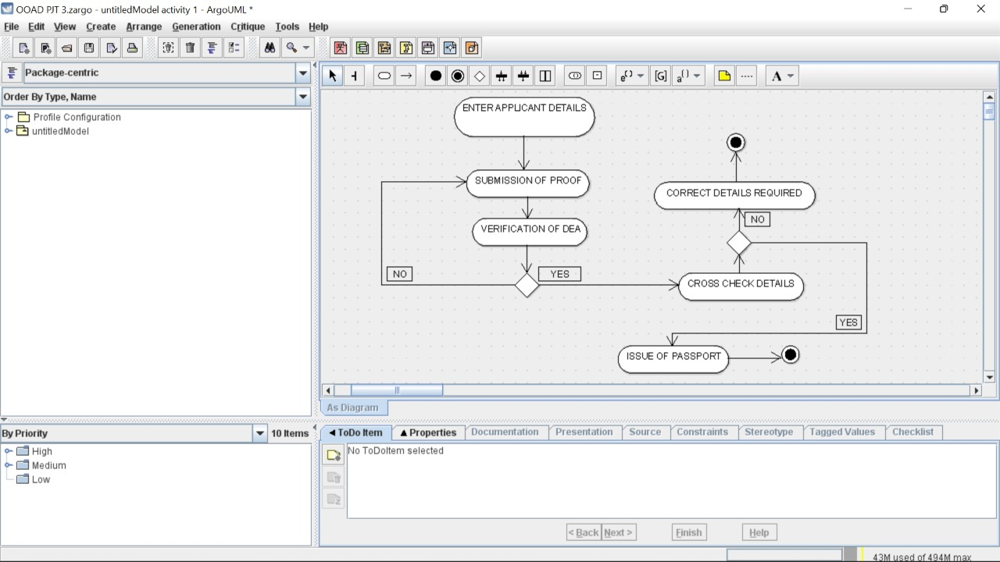 OOAD PJT 3.zargo - untitledModel activity 1 - ArgoUML *
File Edit View Create Arrange Generation Critique Tools Help
Package-centric
Order By Type, Name
Profile Configuration
untitledModel
[G]
A
ENTER APPLICANT DETAILS
SUBMISSION OF PROOF
CORRECT DETAILS REQUIRED
NO
VERIFICATION OF DEA
NO
YES
CROSS CHECK DETAILS
YES
ISSUE OF PASSPORT
As Diagram
By Priority
10 Items
ToDo Item Properties Documentation Presentation Source Constraints Stereotype Tagged Values Checklist
High
Medium
Low
No ToDoItem selected
< Back Next > Finish Help
43M used of 494M max